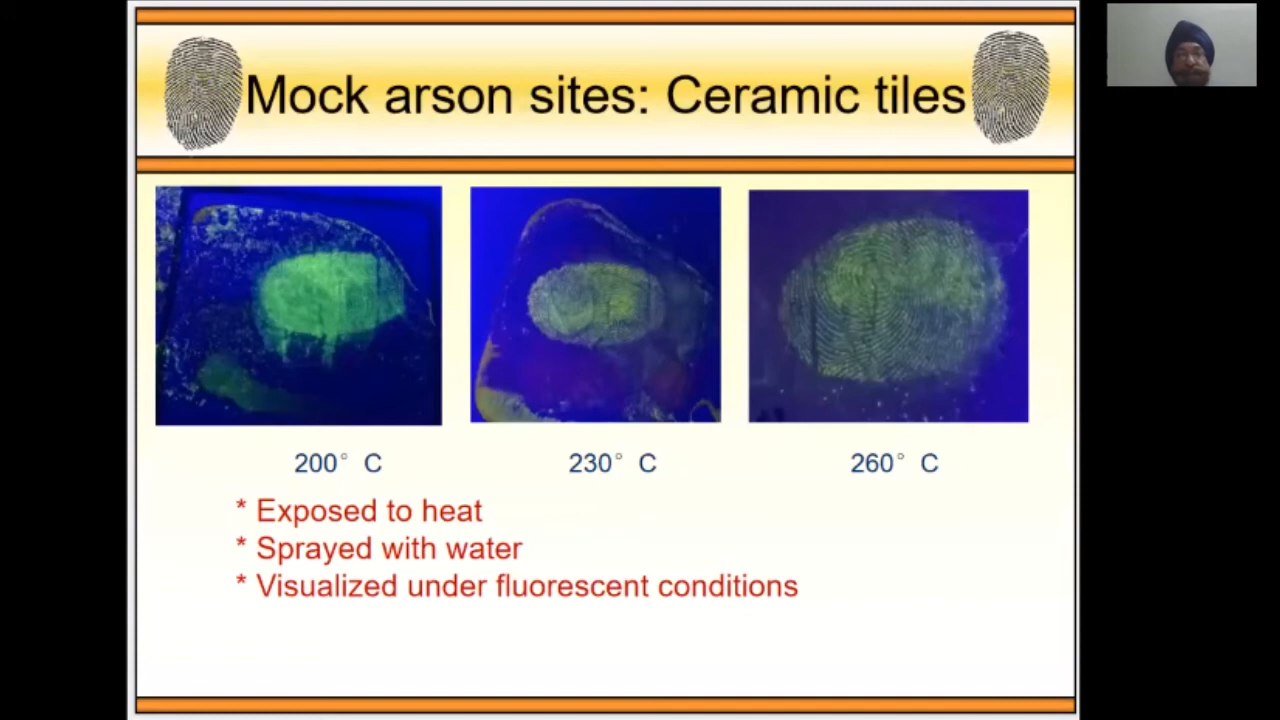 Mock arson sites: Ceramic tiles
200° C
230° C
260° C
* Exposed to heat
* Sprayed with water
* Visualized under fluorescent conditions